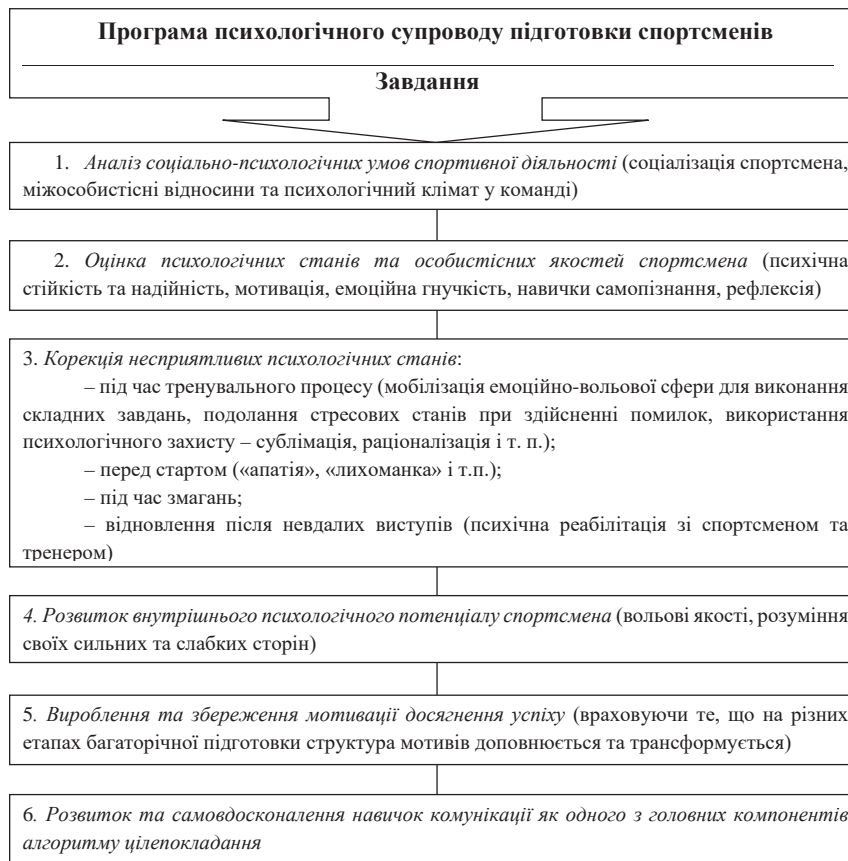 Програма психологічного супроводу підготовки спортсменів
Завдання
1. Аналіз соціально-психологічних умов спортивної діяльності (соціалізація спортсмена,
міжособистісні відносини та психологічний клімат у команді)
2. Оцінка психологічних станів та особистісних якостей спортсмена (психічна
стійкість та надійність, мотивація, емоційна гнучкість, навички самопізнання, рефлексія)
3. Корекція несприятливих психологічних станів:
– під час тренувального процесу (мобілізація емоційно-вольової сфери для виконання
складних завдань, подолання стресових станів при здійсненні помилок, використання
психологічного захисту – сублімація, раціоналізація і т. п.);
– перед стартом («апатія», «лихоманка» і т.п.);
– під час змагань;
– відновлення після невдалих виступів (психічна реабілітація зі спортсменом та
тренером)
4. Розвиток внутрішнього психологічного потенціалу спортсмена (вольові якості, розуміння
своїх сильних та слабких сторін)
5. Вироблення та збереження мотивації досягнення успіху (враховуючи те, що на різних
етапах багаторічної підготовки структура мотивів доповнюється та трансформується)
6. Розвиток та самовдосконалення навичок комунікації як одного з головних компонентів
алгоритму цілепокладання